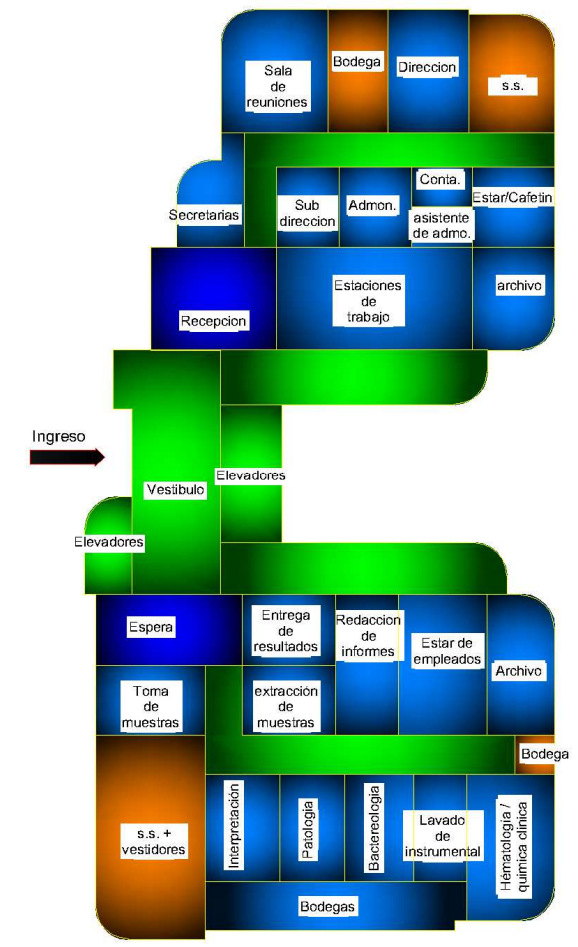 Sala
de
reuniones
Bodega
Direccion
s.s.
Secretarias
Sub
direccion
Admon.
Conta.
asistente
de admo.
Estar/Cafetin
Recepcion
Estaciones
de
trabajo
archivo
Ingreso
Vestibulo
Elevadores
Elevadores
Espera
Entrega
de
resultados
Redaccion
de
informes
Estar de
empleados
Archivo
Toma
de
muestras
extracción
de
muestras
Bodega
s.s. +
vestidores
Interpretación
Patologia
Bactereologia
Lavado
de
instrumental
Hématologia /
quimica clinica
Bodegas